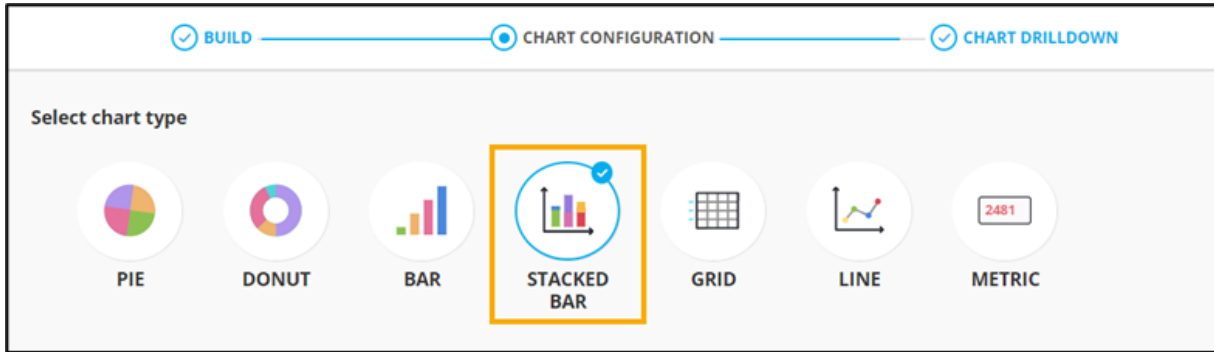 BUILD
CHART CONFIGURATION
CHART DRILLDOWN
Select chart type
2481
PIE
DONUT
BAR
STACKED
BAR
GRID
LINE
METRIC